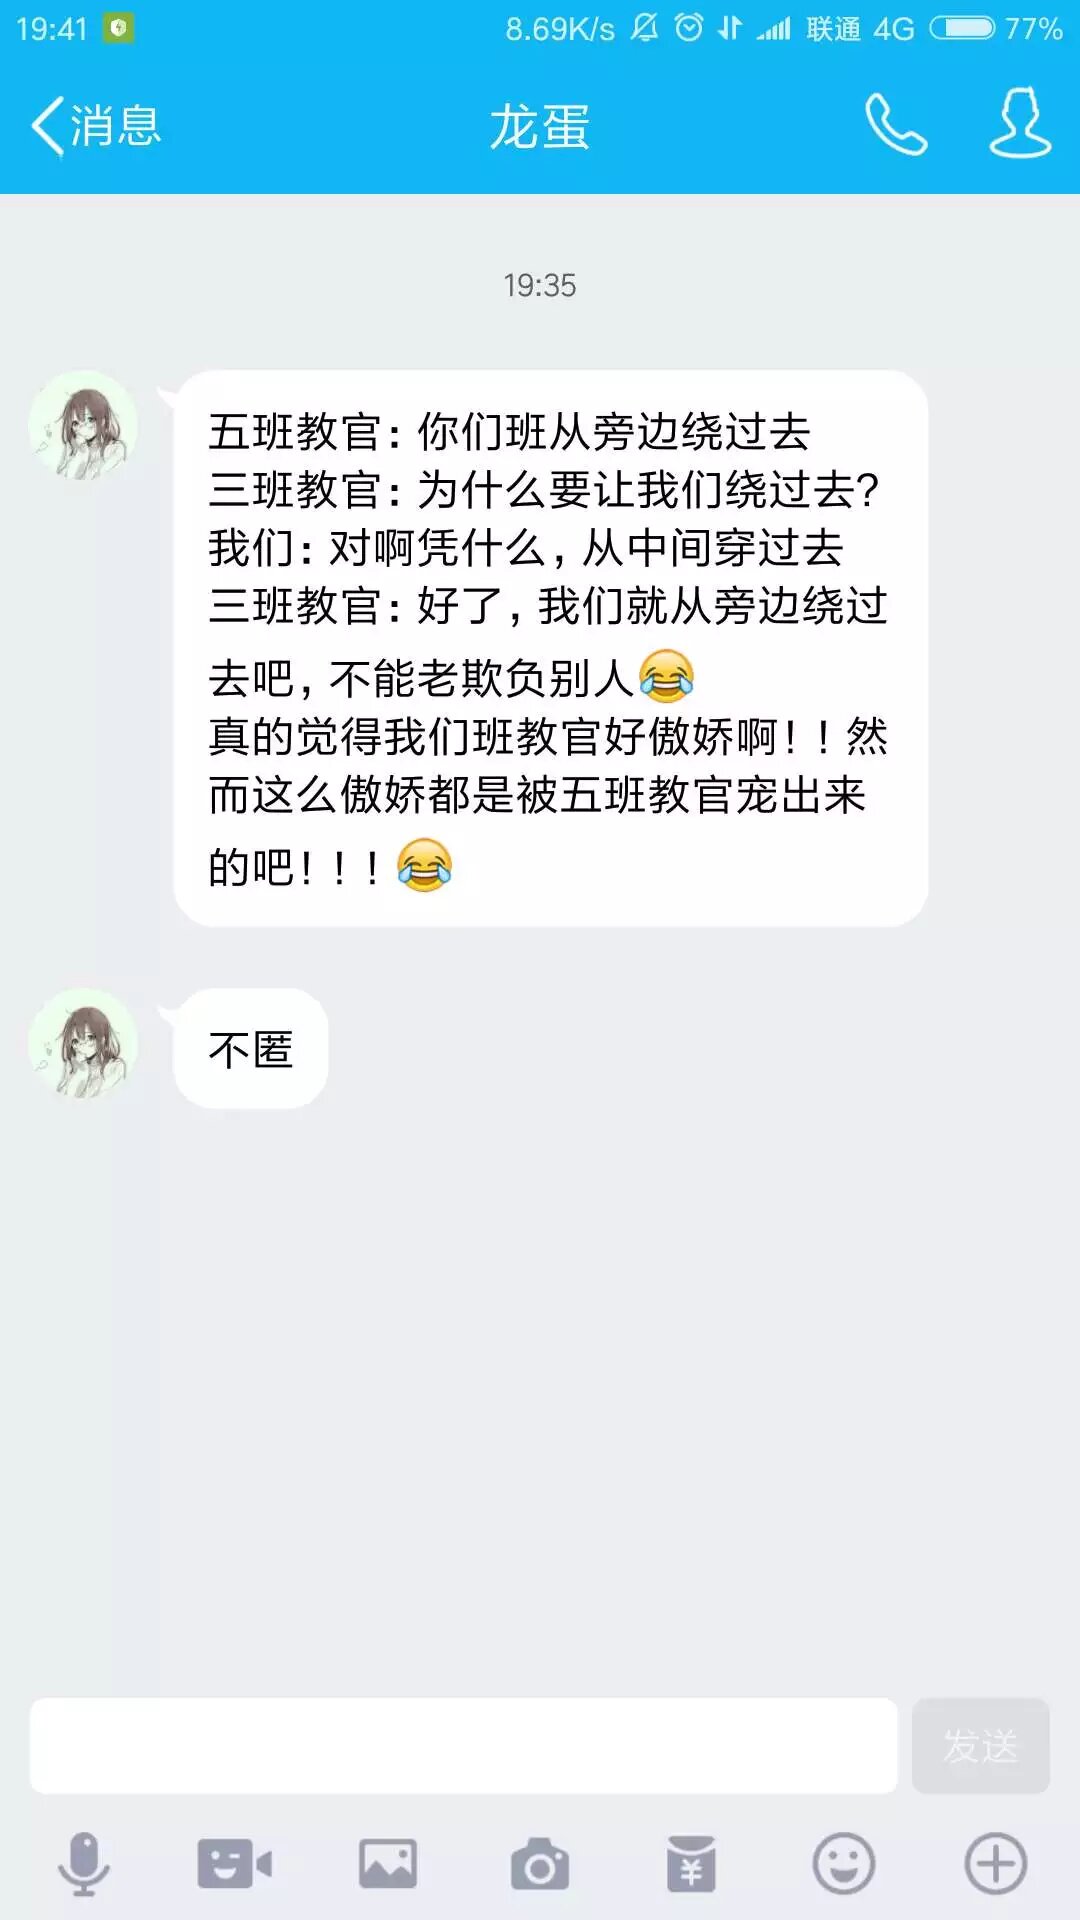 19:41 8.69K/s 联通 4G 77%
消息 龙蛋
19:35
五班教官：你们班从旁边绕过去
三班教官：为什么要让我们绕过去？
我们：对啊凭什么，从中间穿过去
三班教官：好了，我们就从旁边绕过
去吧，不能老欺负别人😂
真的觉得我们班教官好傲娇啊！！然
而这么傲娇都是被五班教官宠出来
的吧！！！😂
不匿
发送